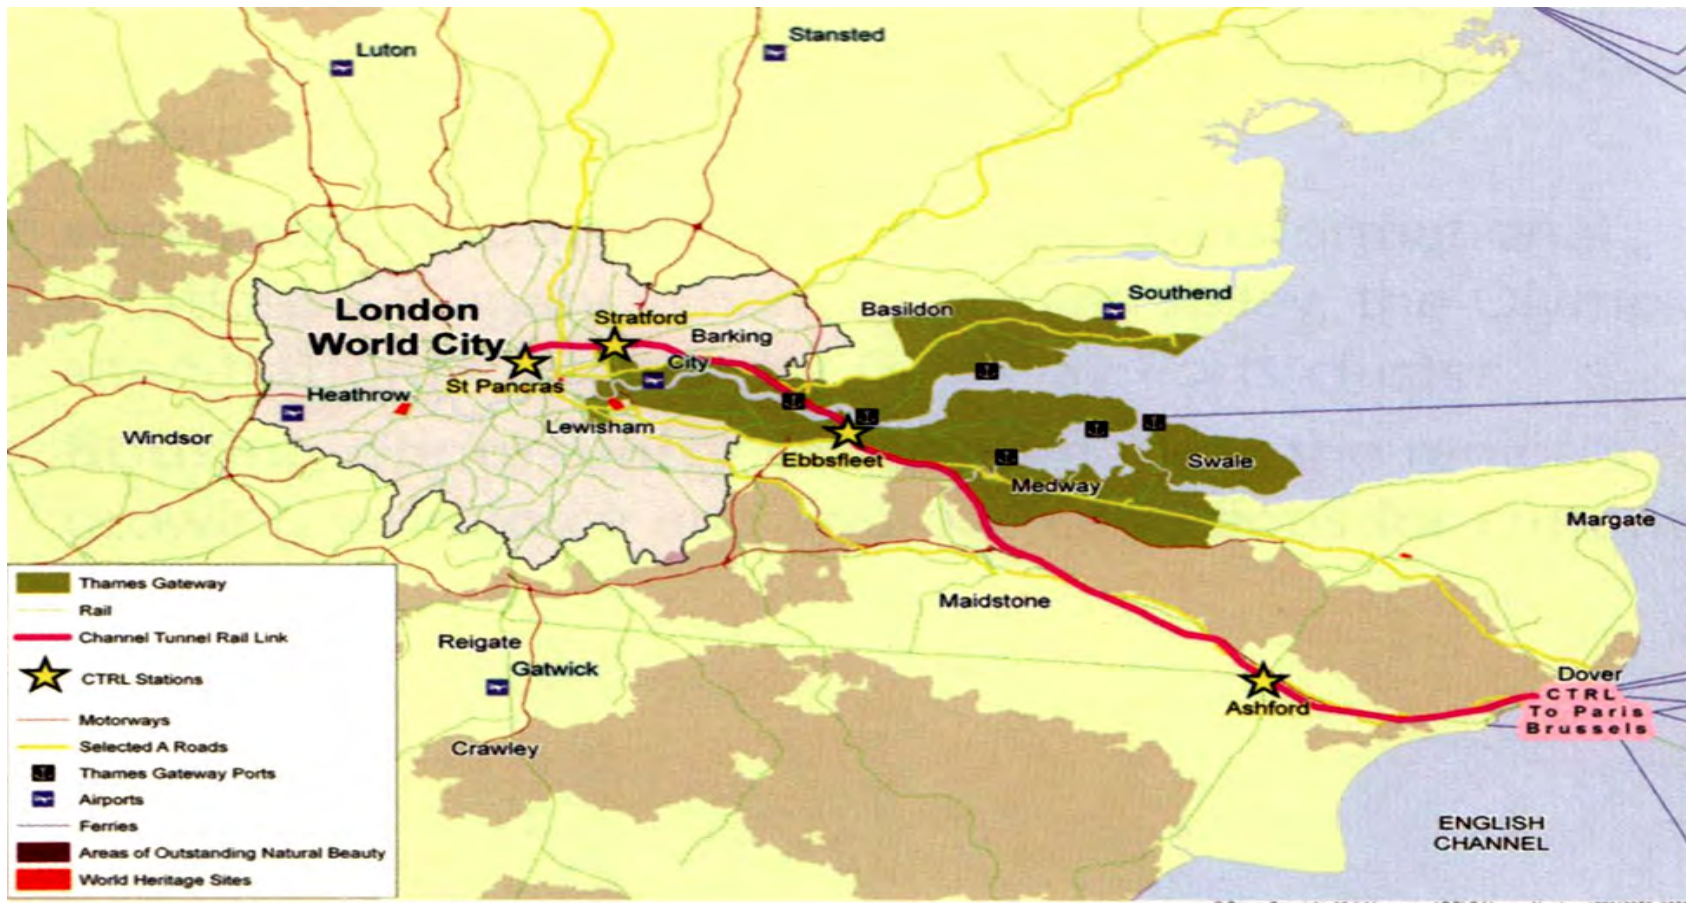 Luton
Stansted
London
World City
Stratford
Barking
Basildon
Southend
St Pancras
City
Heathrow
Lewisham
Windsor
Ebbsfleet
Swale
Medway
Margate
Maidstone
Reigate
Gatwick
Crawley
Ashford
Dover
CTRL
To Paris
Brussels
ENGLISH
CHANNEL
Thames Gateway
Rail
Channel Tunnel Rail Link
CTRL Stations
Motorways
Selected A Roads
Thames Gateway Ports
Airports
Ferries
Areas of Outstanding Natural Beauty
World Heritage Sites